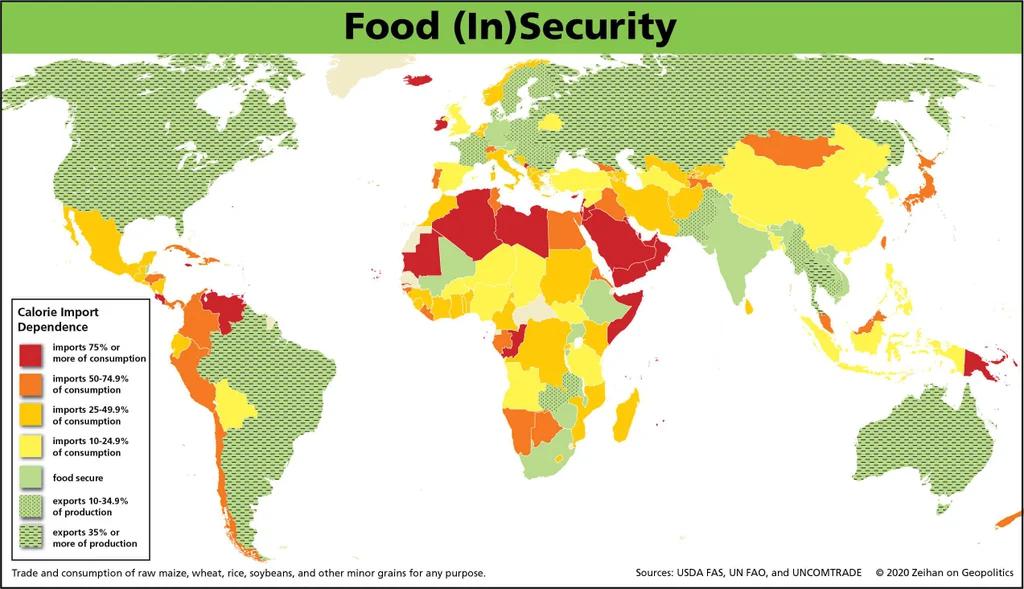 Food (In)Security
Calorie Import
Dependence
imports 75% or
more of consumption
imports 50-74.9%
of consumption
imports 25-49.9%
of consumption
imports 10-24.9%
of consumption
food secure
exports 10-34.9%
of production
exports 35% or
more of production
Trade and consumption of raw maize, wheat, rice, soybeans, and other minor grains for any purpose.
Sources: USDA FAS, UN FAO, and UNCOMTRADE © 2020 Zeihan on Geopolitics